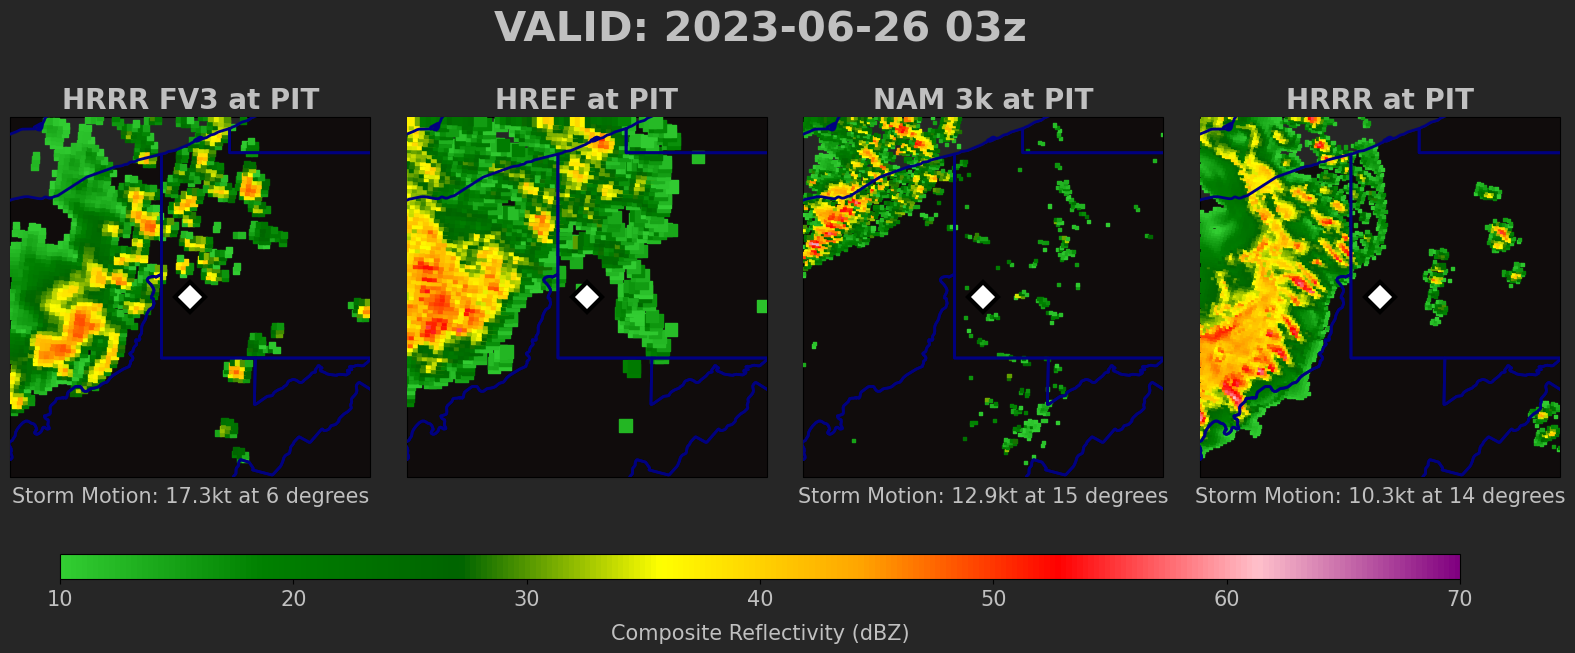 VALID: 2023-06-26 03z
HRRR FV3 at PIT
HREF at PIT
NAM 3k at PIT
HRRR at PIT
Storm Motion: 17.3kt at 6 degrees
Storm Motion: 12.9kt at 15 degrees
Storm Motion: 10.3kt at 14 degrees
10 20 30 40 50 60 70
Composite Reflectivity (dBZ)